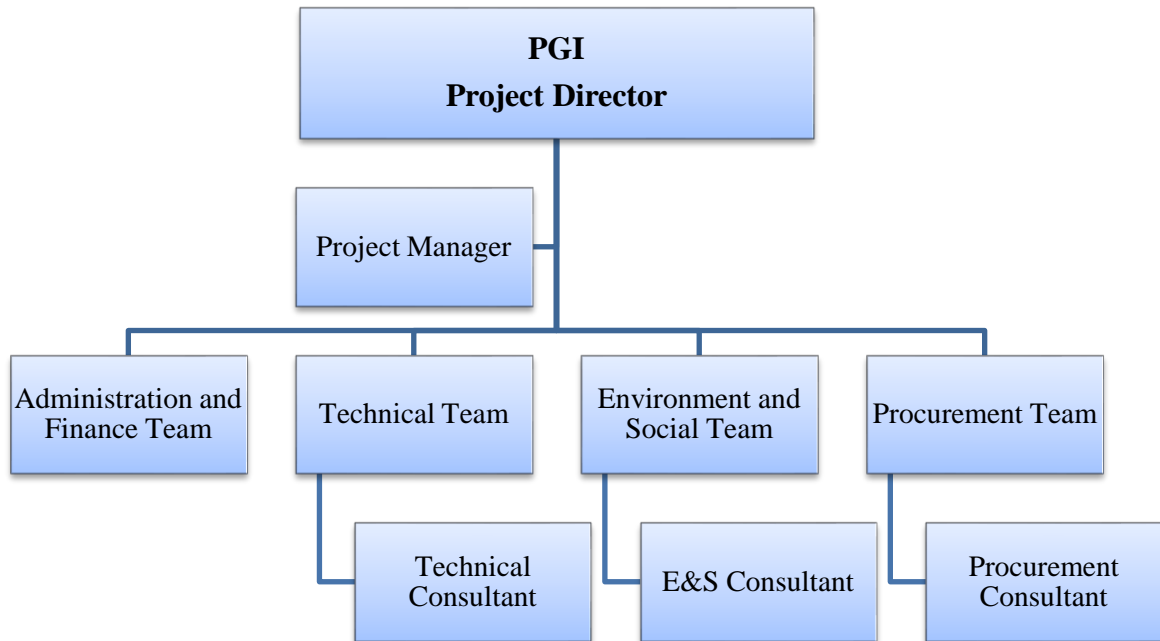 PGI
Project Director
Project Manager
Administration and
Finance Team
Technical Team
Environment and
Social Team
Procurement Team
Technical
Consultant
E&S Consultant
Procurement
Consultant